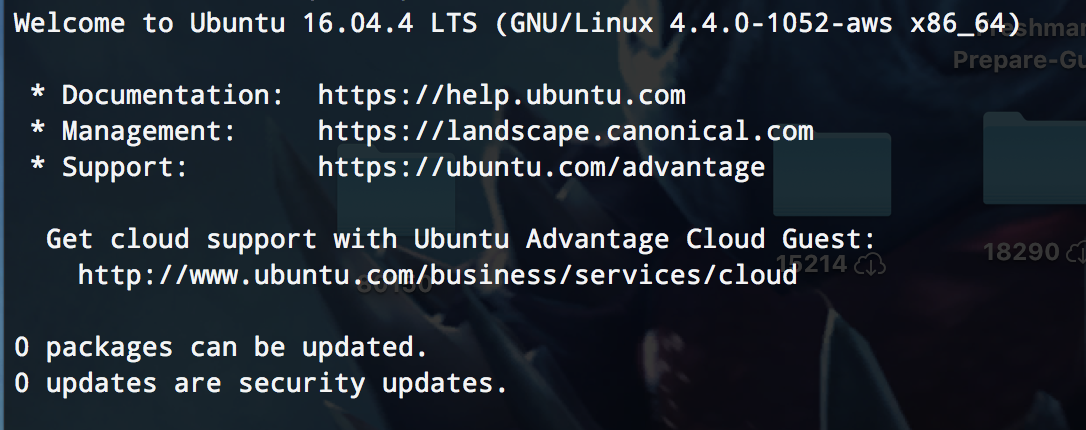 Welcome to Ubuntu 16.04.4 LTS (GNU/Linux 4.4.0-1052-aws x86_64)
* Documentation:  https://help.ubuntu.com
* Management:     https://landscape.canonical.com
* Support:        https://ubuntu.com/advantage
Get cloud support with Ubuntu Advantage Cloud Guest:
http://www.ubuntu.com/business/services/cloud
0 packages can be updated.
0 updates are security updates.
Prepare-Gu
15214
18290